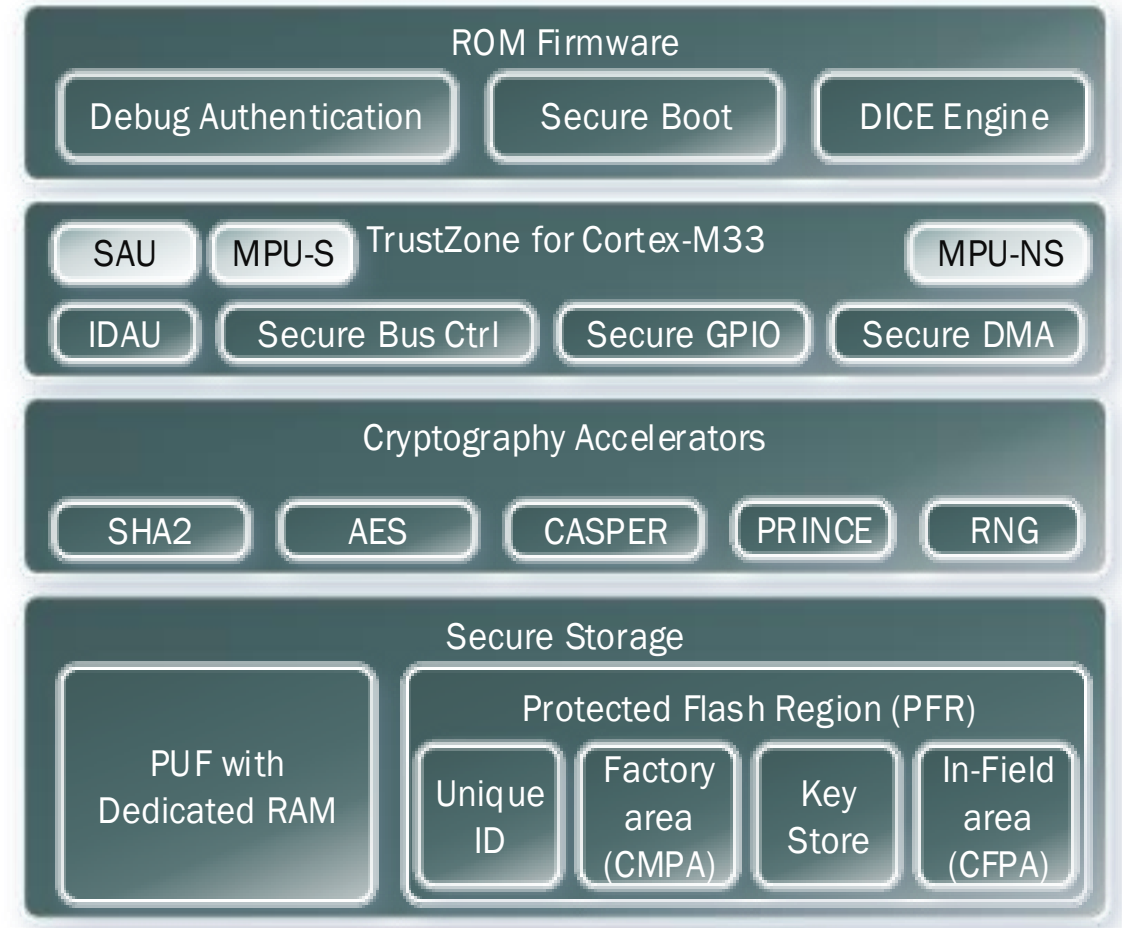 ROM Firmware
Debug Authentication
Secure Boot
DICE Engine
SAU
MPU-S
TrustZone for Cortex-M33
MPU-NS
IDAU
Secure Bus Ctrl
Secure GPIO
Secure DMA
Cryptography Accelerators
SHA2
AES
CASPER
PRINCE
RNG
Secure Storage
PUF with
Dedicated RAM
Protected Flash Region (PFR)
Unique
ID
Factory
area
(CMPA)
Key
Store
In-Field
area
(CFPA)